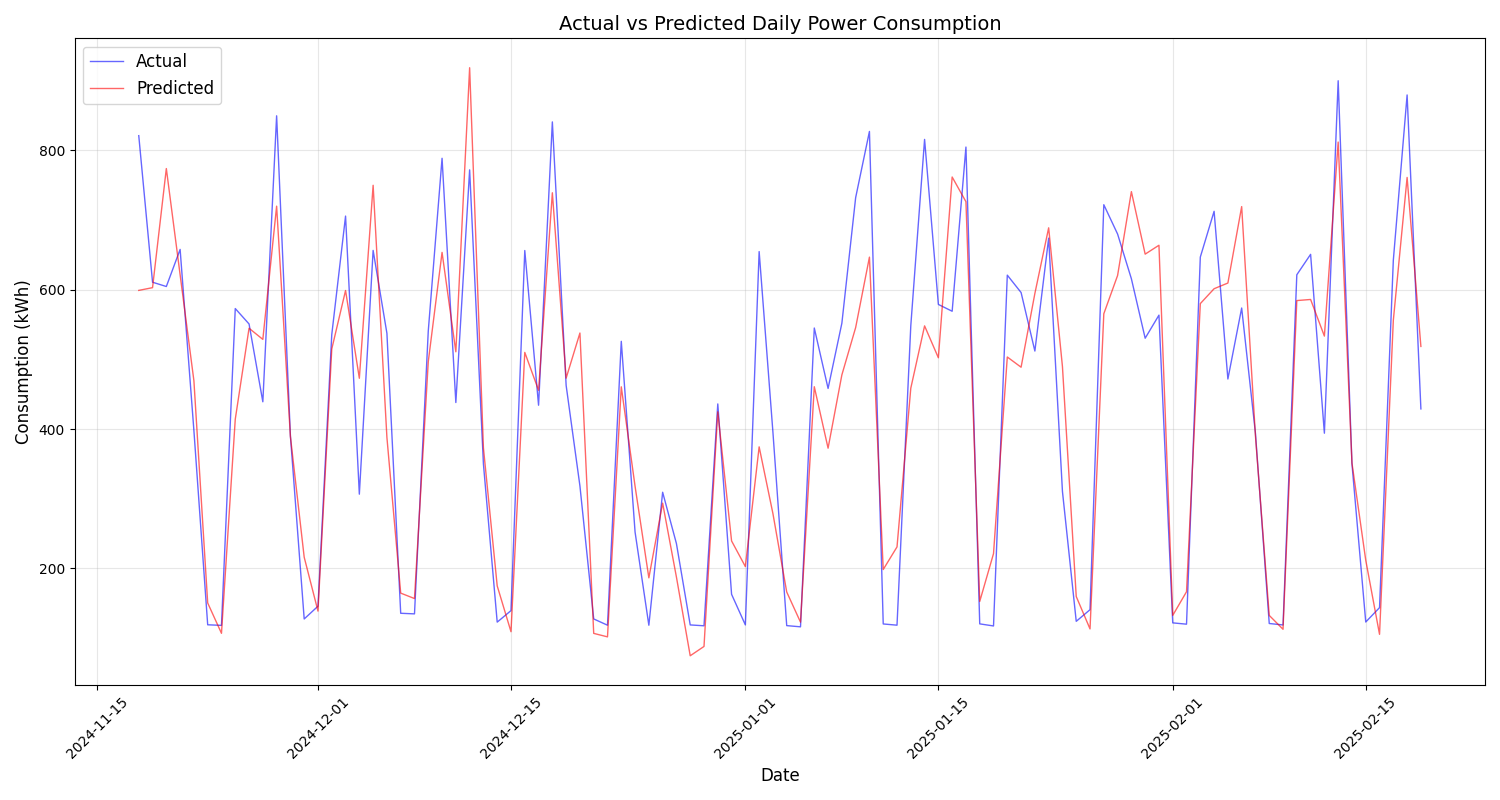 Actual vs Predicted Daily Power Consumption
Actual
Predicted
Consumption (kWh)
800
600
400
200
2024-11-15
2024-12-01
2024-12-15
2025-01-01
2025-01-15
2025-02-01
2025-02-15
Date